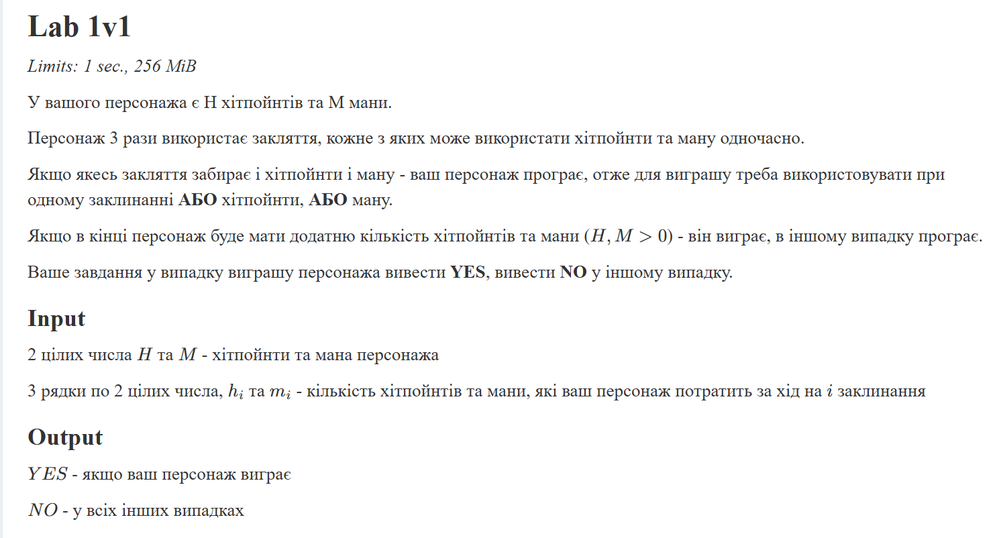 Lab 1v1
Limits: 1 sec., 256 MiB
У вашого персонажа є H хітпойнтів та M мани.
Персонаж 3 рази використає закляття, кожне з яких може використати хітпойнти та ману одночасно.
Якщо якесь закляття забирає і хітпойнти і ману - ваш персонаж програє, отже для виграшу треба використовувати при
одному заклинанні АБО хітпойнти, АБО ману.
Якщо в кінці персонаж буде мати додатню кількість хітпойнтів та мани (H, M > 0) - він виграє, в іншому випадку програє.
Ваше завдання у випадку виграшу персонажа вивести YES, вивести NO у іншому випадку.
Input
2 цілих числа H та M - хітпойнти та мана персонажа
3 рядки по 2 цілих числа, hᵢ та mᵢ - кількість хітпойнтів та мани, які ваш персонаж потратить за хід на i заклинання
Output
YES - якщо ваш персонаж виграє
NO - у всіх інших випадках